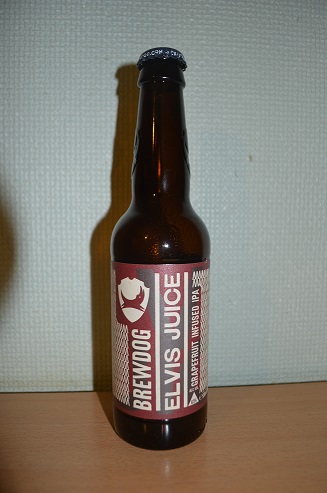 BREWDOG
ELVIS JUICE
GRAPEFRUIT INFUSED IPA